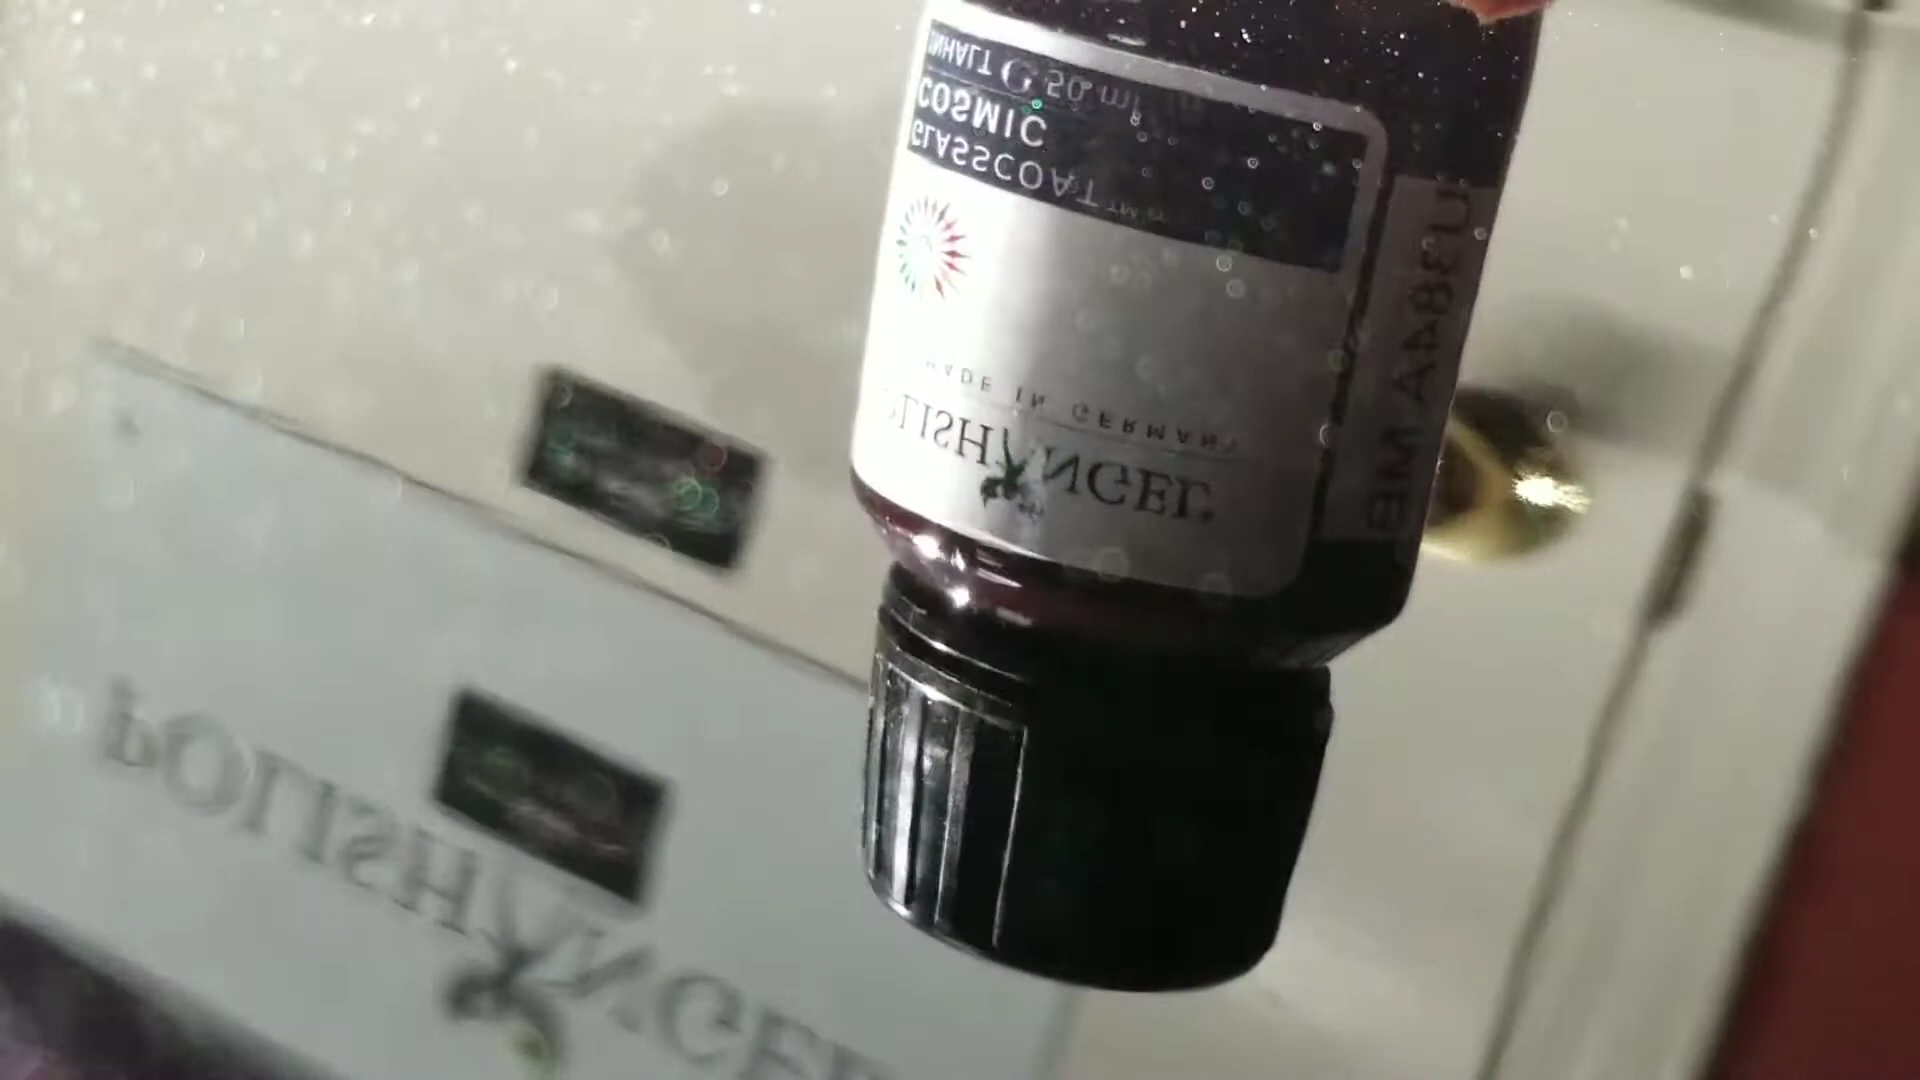 POLISHANGEL®
MADE IN GERMANY
GLASSCOAT™
COSMIC
INHALT ℮ 50 ml
POLISHANGEL